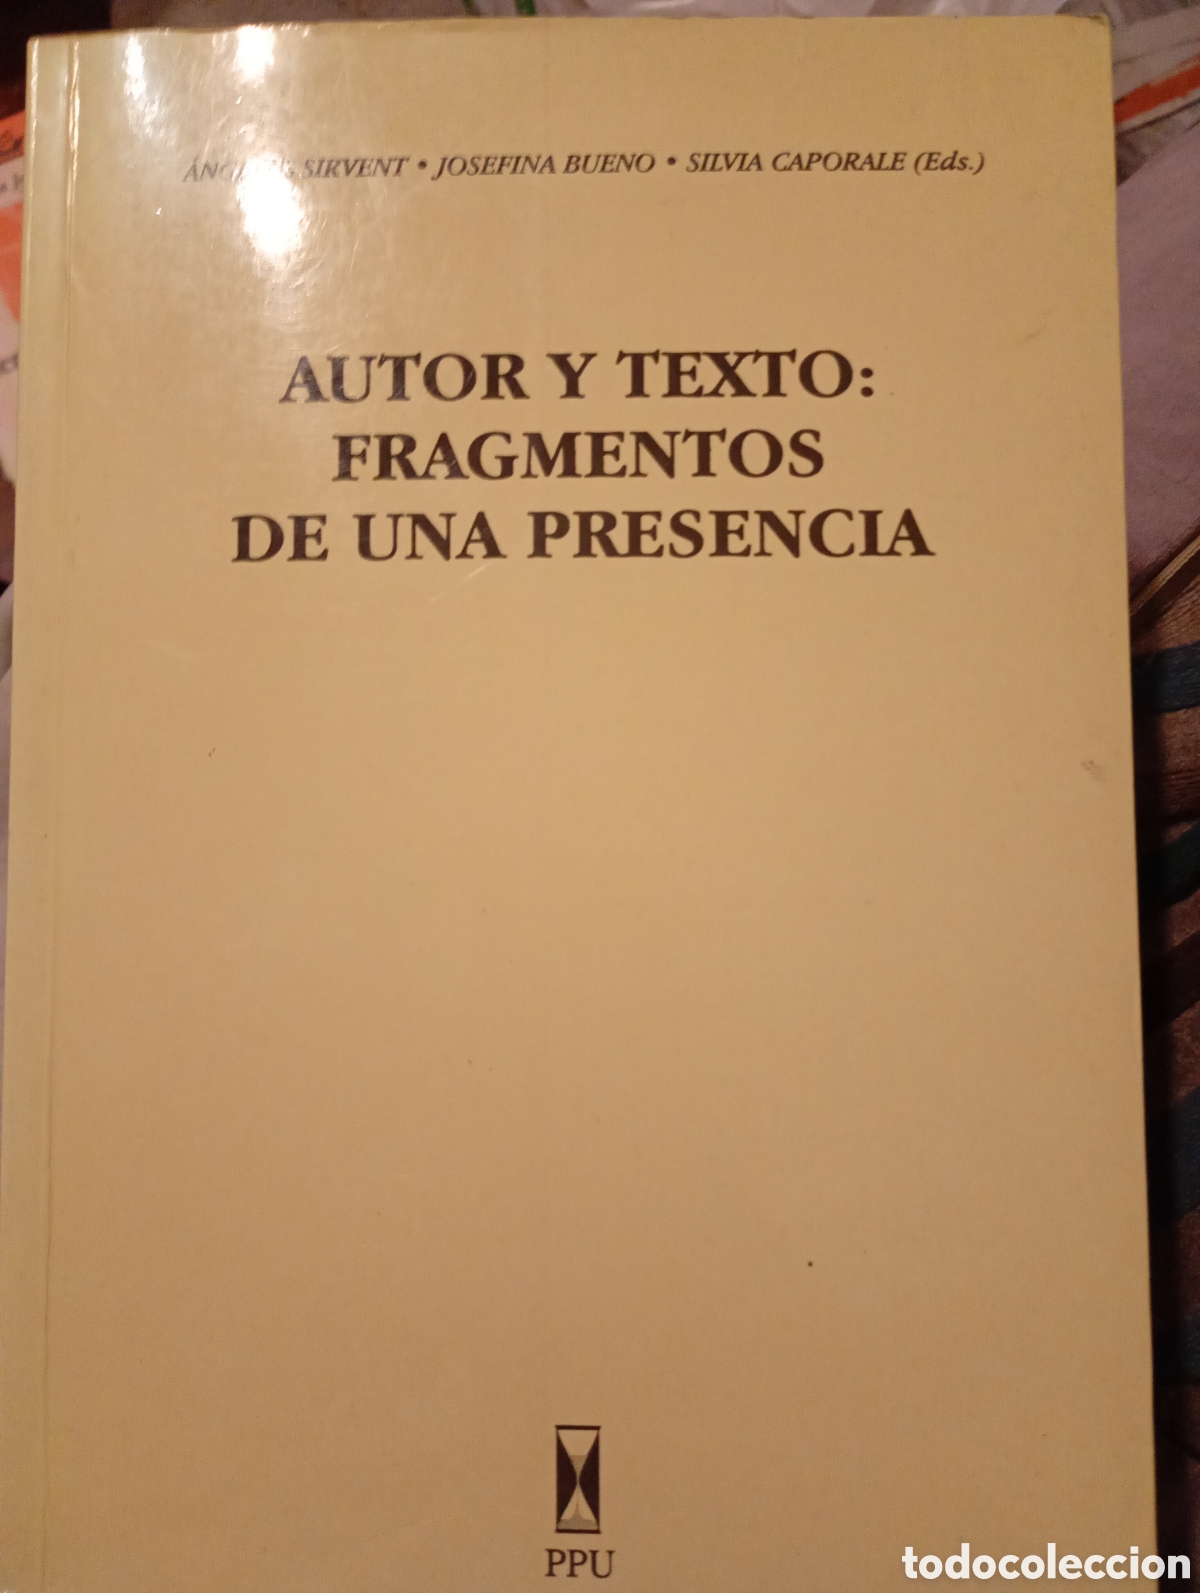 SIRVENT • JOSEFINA BUENO • SILVIA CAPORALE (Eds.)
AUTOR Y TEXTO:
FRAGMENTOS
DE UNA PRESENCIA
PPU
todocoleccion